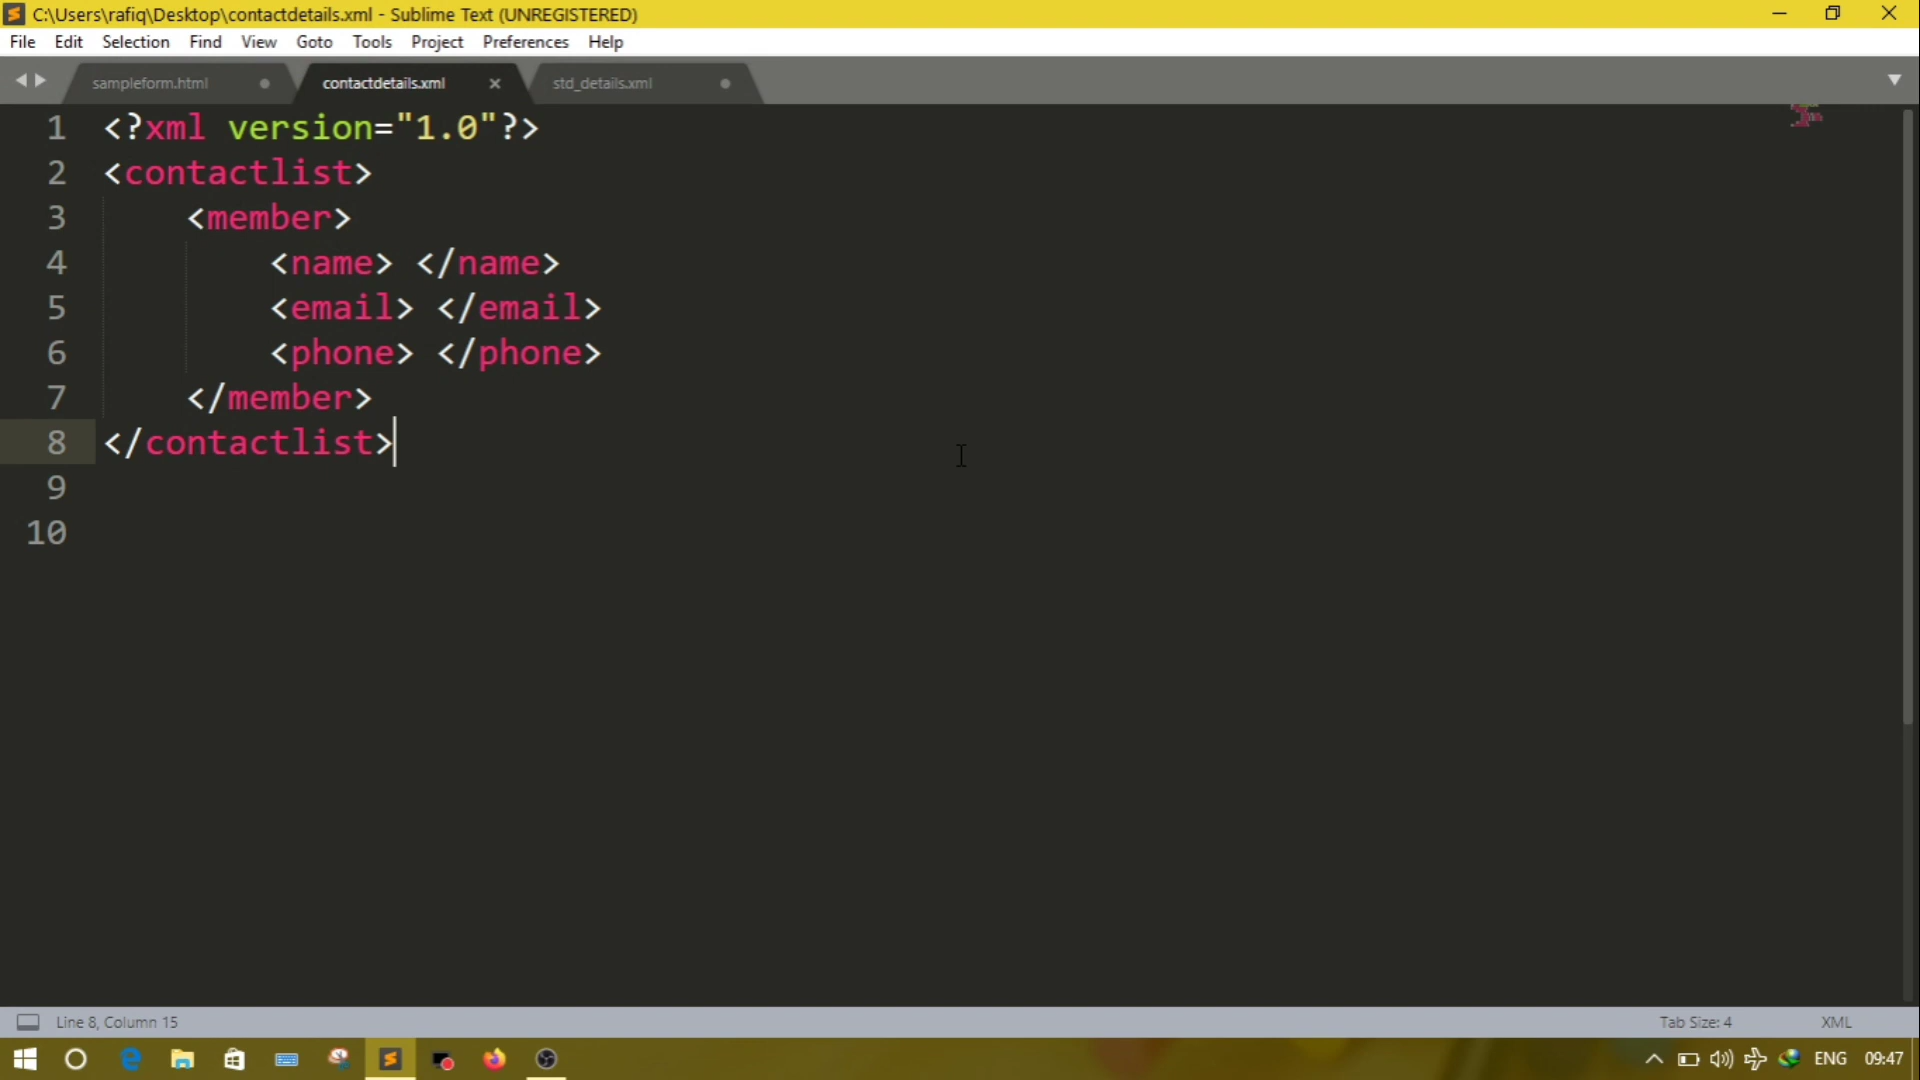 C:\Users\rafiq\Desktop\contactdetails.xml - Sublime Text (UNREGISTERED)
File Edit Selection Find View Goto Tools Project Preferences Help
sampleform.html contactdetails.xml std_details.xml
1 <?xml version="1.0"?>
2 <contactlist>
3 <member>
4 <name> </name>
5 <email> </email>
6 <phone> </phone>
7 </member>
8 </contactlist>
9
10
Line 8, Column 15 Tab Size: 4 XML
ENG 09:47